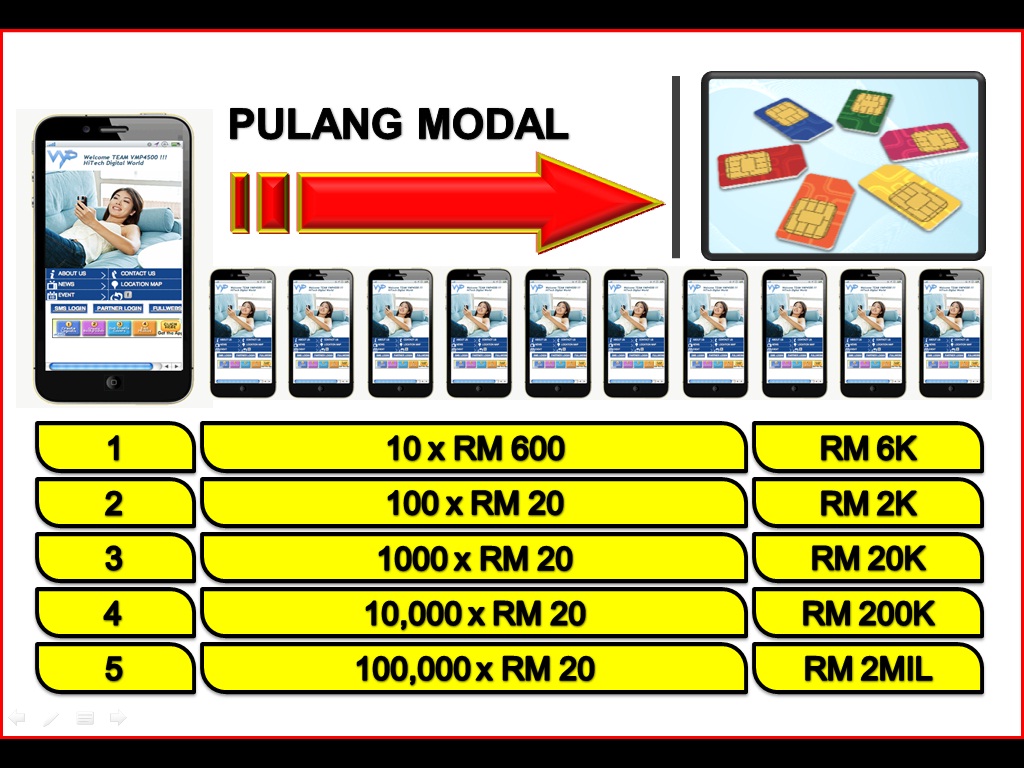 PULANG MODAL
VMP
Welcome TEAM VMP4500 !!!
HiTech Digital World
ABOUT US
CONTACT US
NEWS
LOCATION MAP
EVENT
SMS LOGIN
PARTNER LOGIN
FULLWEBS
1
10 x RM 600
RM 6K
2
100 x RM 20
RM 2K
3
1000 x RM 20
RM 20K
4
10,000 x RM 20
RM 200K
5
100,000 x RM 20
RM 2MIL